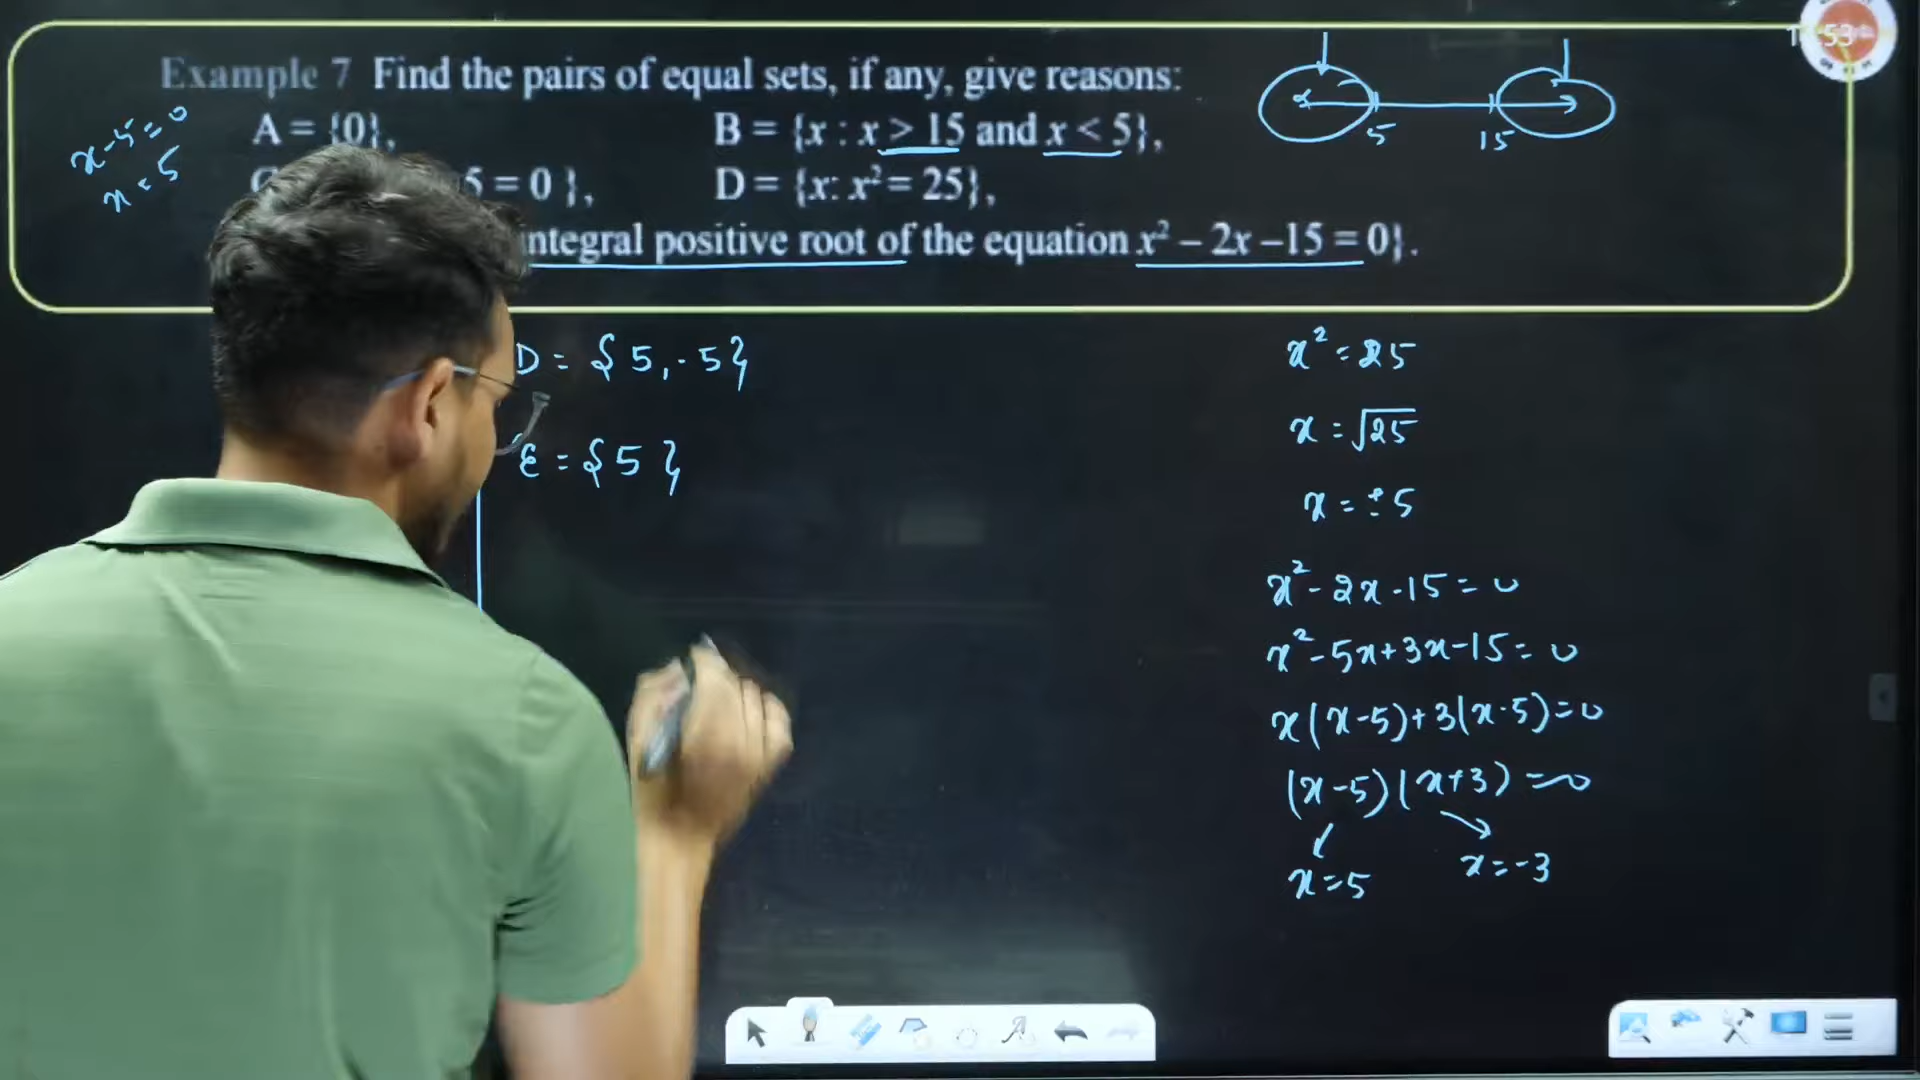 Example 7 Find the pairs of equal sets, if any, give reasons:
A = {0}, B = {x : x > 15 and x < 5},
5 = 0 }, D = {x: x² = 25},
integral positive root of the equation x² – 2x –15 = 0}.
x-5=0
x=5
5 15
53
D = {5,-5}
E = {5}
x² = 25
x = √25
x = ±5
x²-2x-15=0
x²-5x+3x-15=0
x(x-5)+3(x-5)=0
(x-5)(x+3)=0
x=5 x=-3